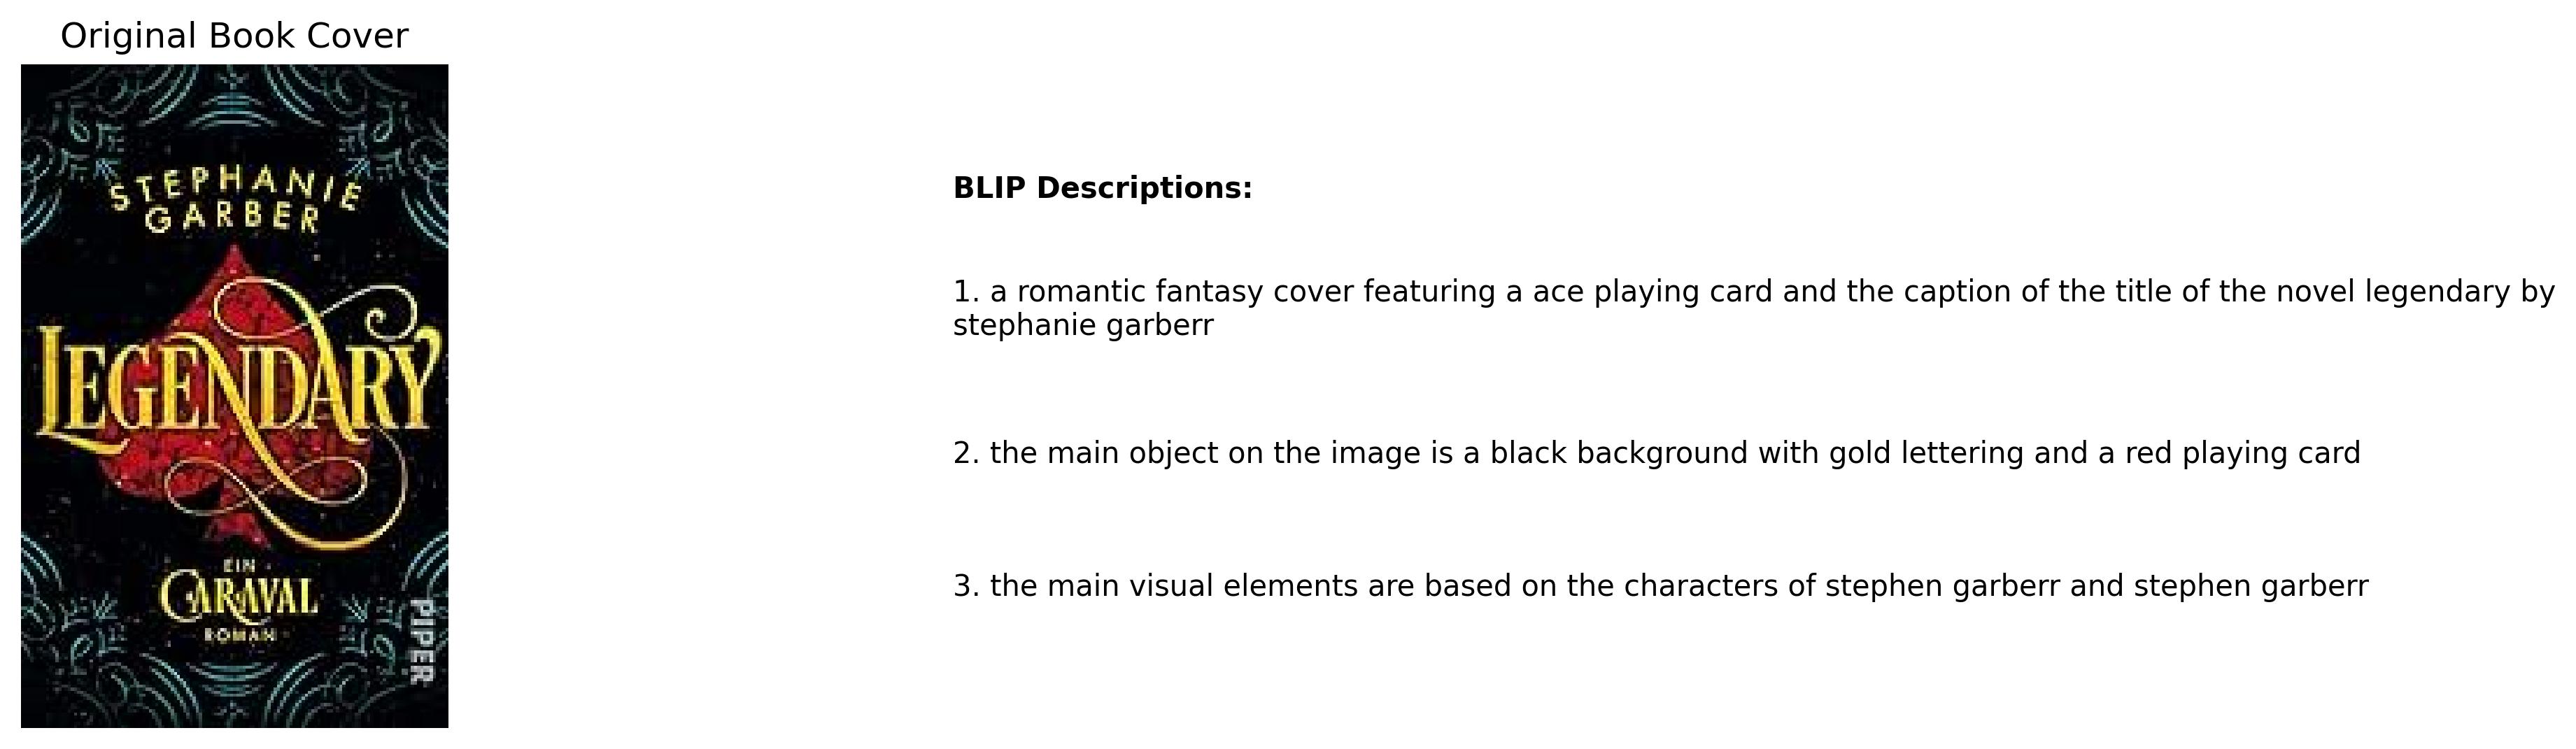 Original Book Cover
STEPHANIE
GARBER
LEGENDARY
EIN
CARAVAL
ROMAN
PIPER
BLIP Descriptions:
1. a romantic fantasy cover featuring a ace playing card and the caption of the title of the novel legendary by
stephanie garberr
2. the main object on the image is a black background with gold lettering and a red playing card
3. the main visual elements are based on the characters of stephen garberr and stephen garberr